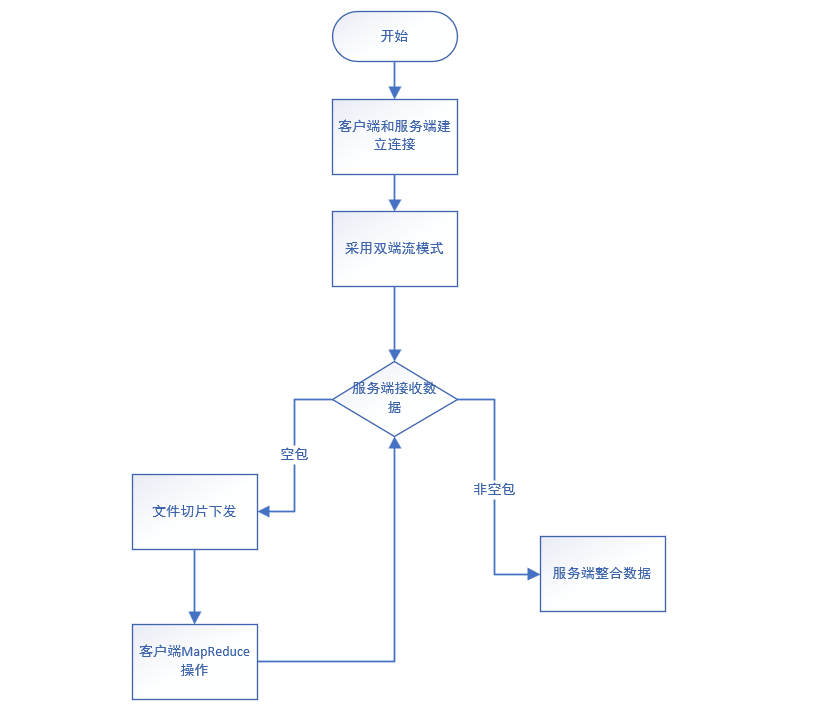 开始
客户端和服务端建
立连接
采用双端流模式
服务端接收数
据
空包
非空包
文件切片下发
服务端整合数据
客户端MapReduce
操作